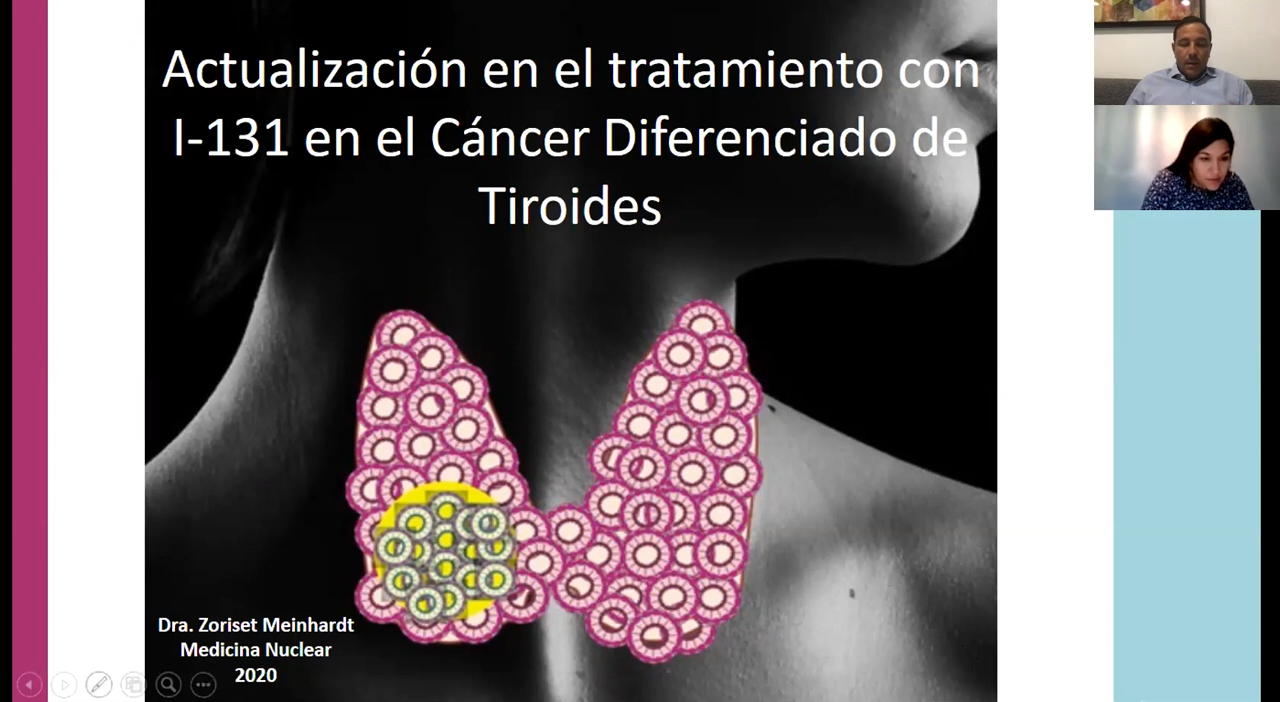 Actualización en el tratamiento con
I-131 en el Cáncer Diferenciado de
Tiroides
Dra. Zoriset Meinhardt
Medicina Nuclear
2020